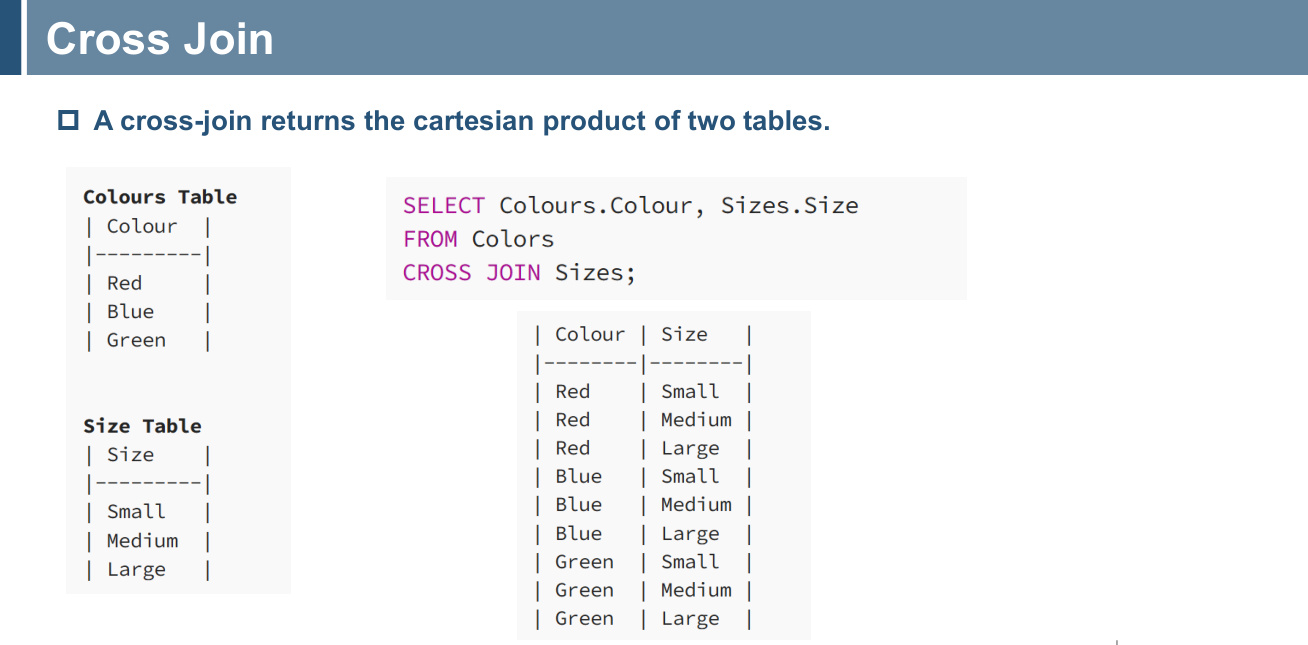 Cross Join
A cross-join returns the cartesian product of two tables.
Colours Table
| Colour  |
|---------|
| Red     |
| Blue    |
| Green   |
Size Table
| Size    |
|---------|
| Small   |
| Medium  |
| Large   |
SELECT Colours.Colour, Sizes.Size
FROM Colors
CROSS JOIN Sizes;
| Colour | Size   |
|--------|--------|
| Red    | Small  |
| Red    | Medium |
| Red    | Large  |
| Blue   | Small  |
| Blue   | Medium |
| Blue   | Large  |
| Green  | Small  |
| Green  | Medium |
| Green  | Large  |